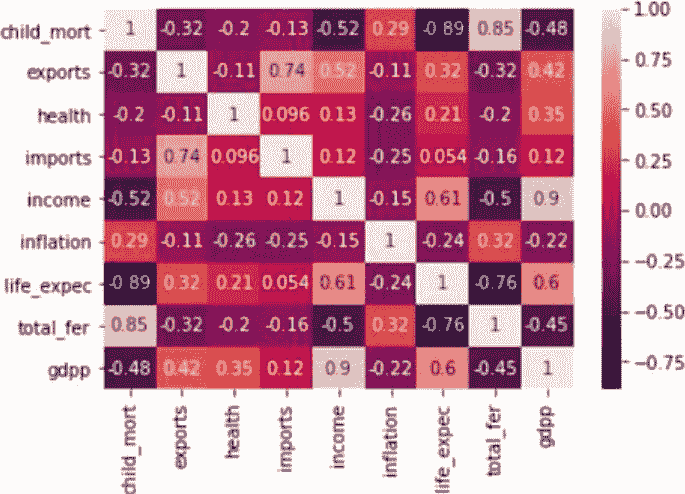 child_mort 1 -0.32 -0.2 -0.13 -0.52 0.29 -0.89 0.85 -0.48
exports -0.32 1 -0.11 0.74 0.52 -0.11 0.32 -0.32 0.42
health -0.2 -0.11 1 0.096 0.13 -0.26 0.21 -0.2 0.35
imports -0.13 0.74 0.096 1 0.12 -0.25 0.054 -0.16 0.12
income -0.52 0.52 0.13 0.12 1 -0.15 0.61 -0.5 0.9
inflation 0.29 -0.11 -0.26 -0.25 -0.15 1 -0.24 0.32 -0.22
life_expec -0.89 0.32 0.21 0.054 0.61 -0.24 1 -0.76 0.6
total_fer 0.85 -0.32 -0.2 -0.16 -0.5 0.32 -0.76 1 -0.45
gdpp -0.48 0.42 0.35 0.12 0.9 -0.22 0.6 -0.45 1
child_mort
exports
health
imports
income
inflation
life_expec
total_fer
gdpp
1.00
0.75
0.50
0.25
0.00
-0.25
-0.50
-0.75